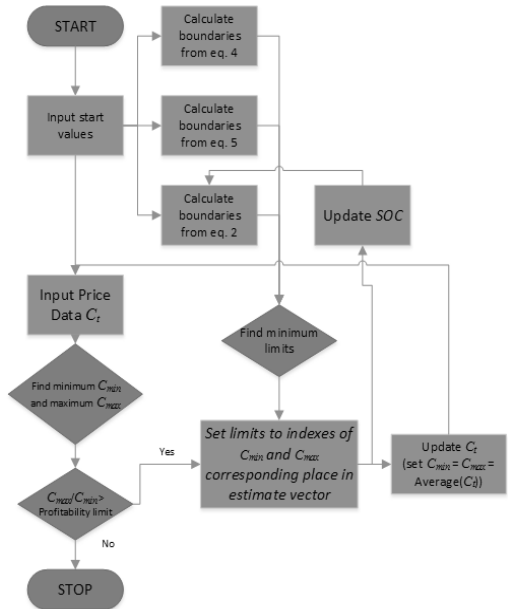 START
Calculate
boundaries
from eq. 4
Input start
values
Calculate
boundaries
from eq. 5
Calculate
boundaries
from eq. 2
Update SOC
Input Price
Data Ct
Find minimum
limits
Find minimum Cmin
and maximum Cmax
Yes
Set limits to indexes of
Cmin and Cmax
corresponding place in
estimate vector
Update Ct
(set Cmin = Cmax =
Average(Ct))
Cmax/Cmin>
Profitability limit
No
STOP